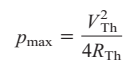 p_max = V_Th^2 / 4R_Th